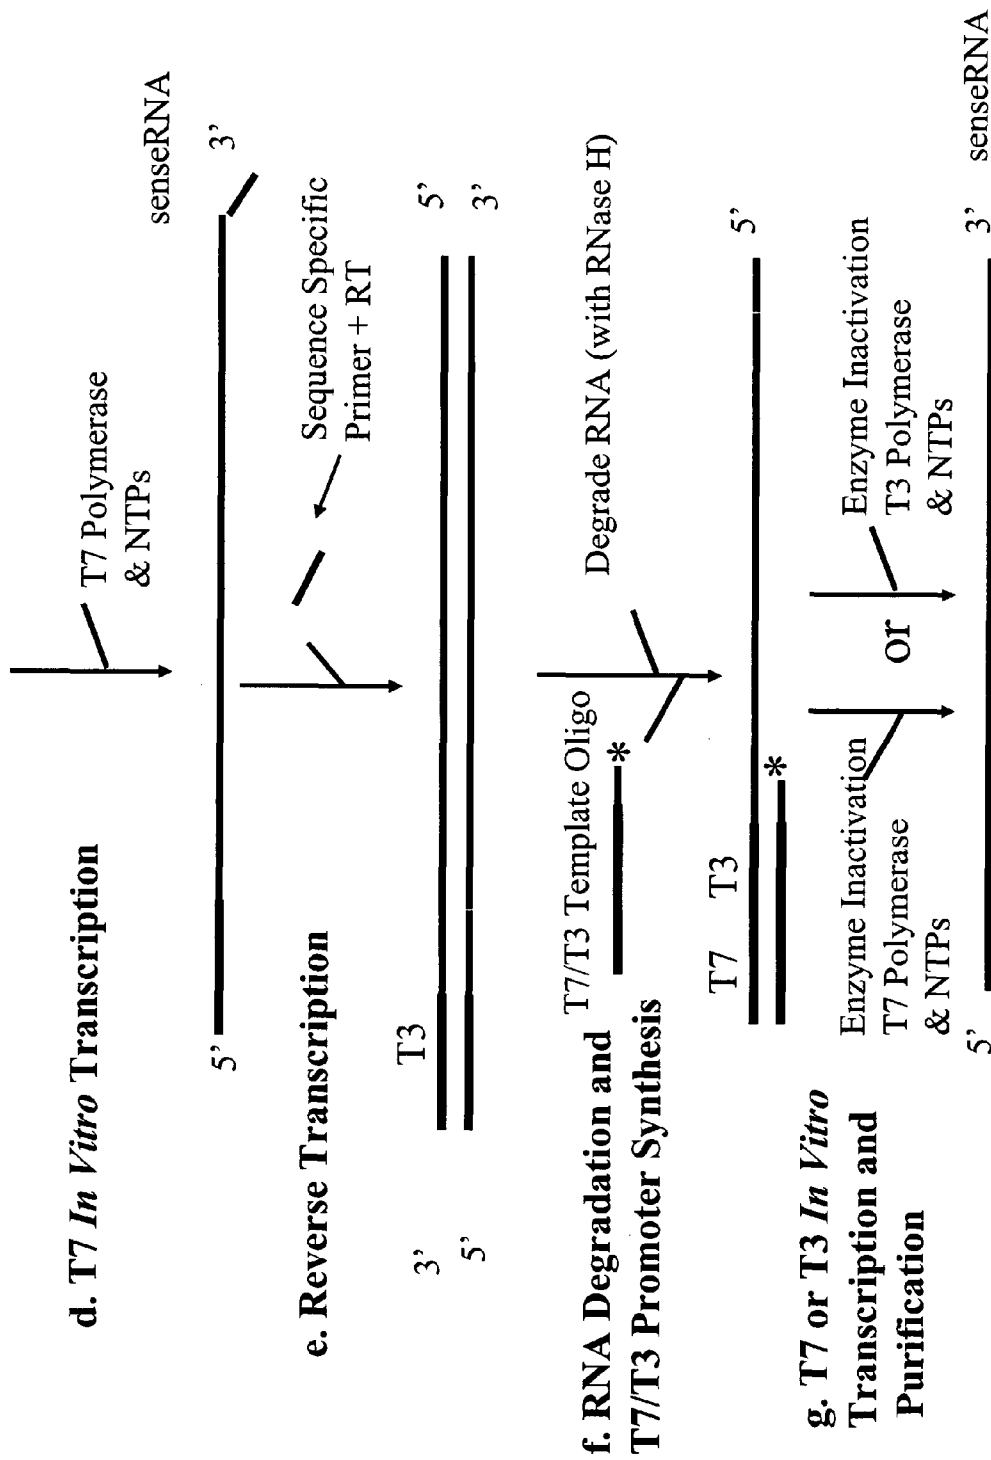 d. T7 In Vitro Transcription
T7 Polymerase
& NTPs
senseRNA
5’
3’
e. Reverse Transcription
Sequence Specific
Primer + RT
T3
3’
5’
5’
3’
f. RNA Degradation and
T7/T3 Promoter Synthesis
T7/T3 Template Oligo
*
Degrade RNA (with RNase H)
T7 T3
5’
*
g. T7 or T3 In Vitro
Transcription and
Purification
Enzyme Inactivation
T7 Polymerase
& NTPs
or
Enzyme Inactivation
T3 Polymerase
& NTPs
5’
3’
senseRNA